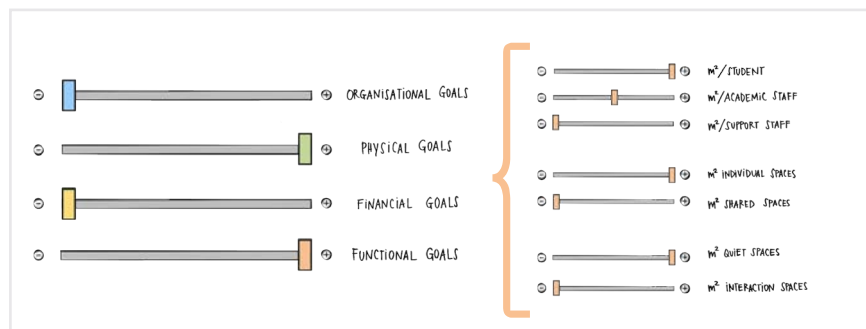 ORGANISATIONAL GOALS
PHYSICAL GOALS
FINANCIAL GOALS
FUNCTIONAL GOALS
m²/STUDENT
m²/ACADEMIC STAFF
m²/SUPPORT STAFF
m² INDIVIDUAL SPACES
m² SHARED SPACES
m² QUIET SPACES
m² INTERACTION SPACES